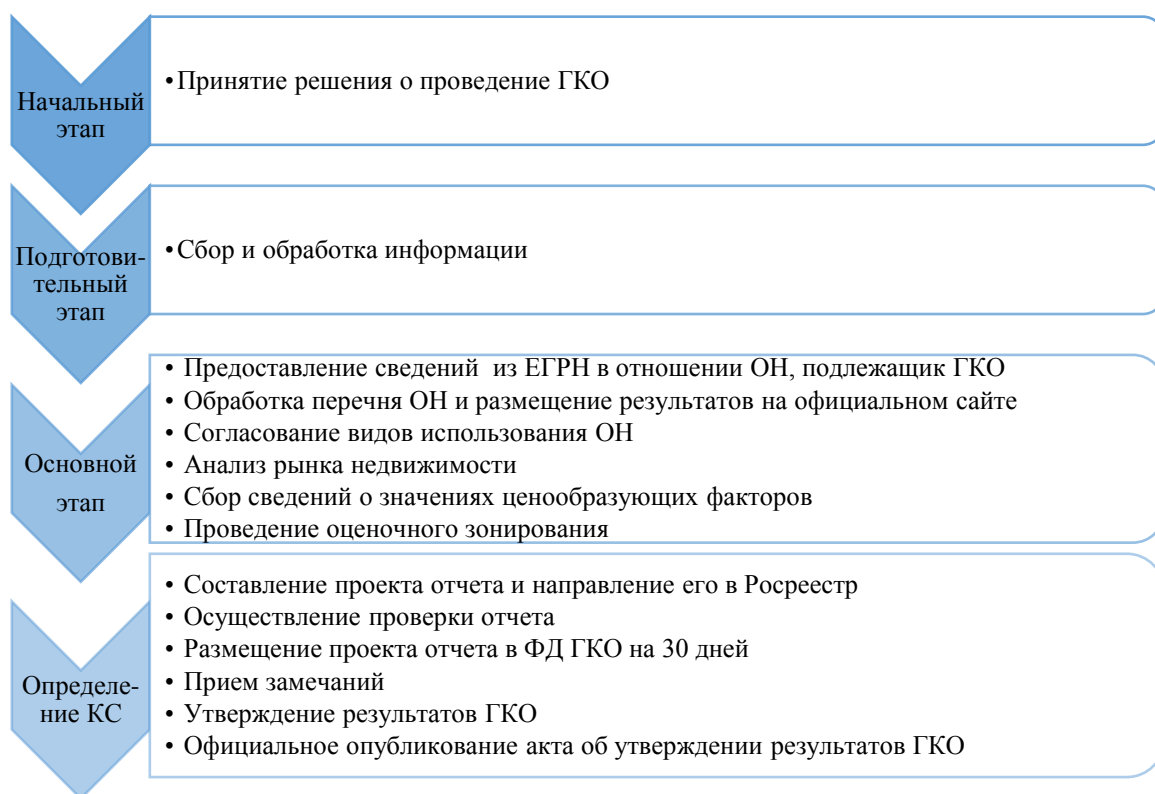 Начальный
этап
•Принятие решения о проведение ГКО
Подготови-
тельный
этап
•Сбор и обработка информации
Основной
этап
• Предоставление сведений из ЕГРН в отношении ОН, подлежащик ГКО
• Обработка перечня ОН и размещение результатов на официальном сайте
• Согласование видов использования ОН
• Анализ рынка недвижимости
• Сбор сведений о значениях ценообразующих факторов
• Проведение оценочного зонирования
Определе-
ние КС
• Составление проекта отчета и направление его в Росреестр
• Осуществление проверки отчета
• Размещение проекта отчета в ФД ГКО на 30 дней
• Прием замечаний
• Утверждение результатов ГКО
• Официальное опубликование акта об утверждении результатов ГКО